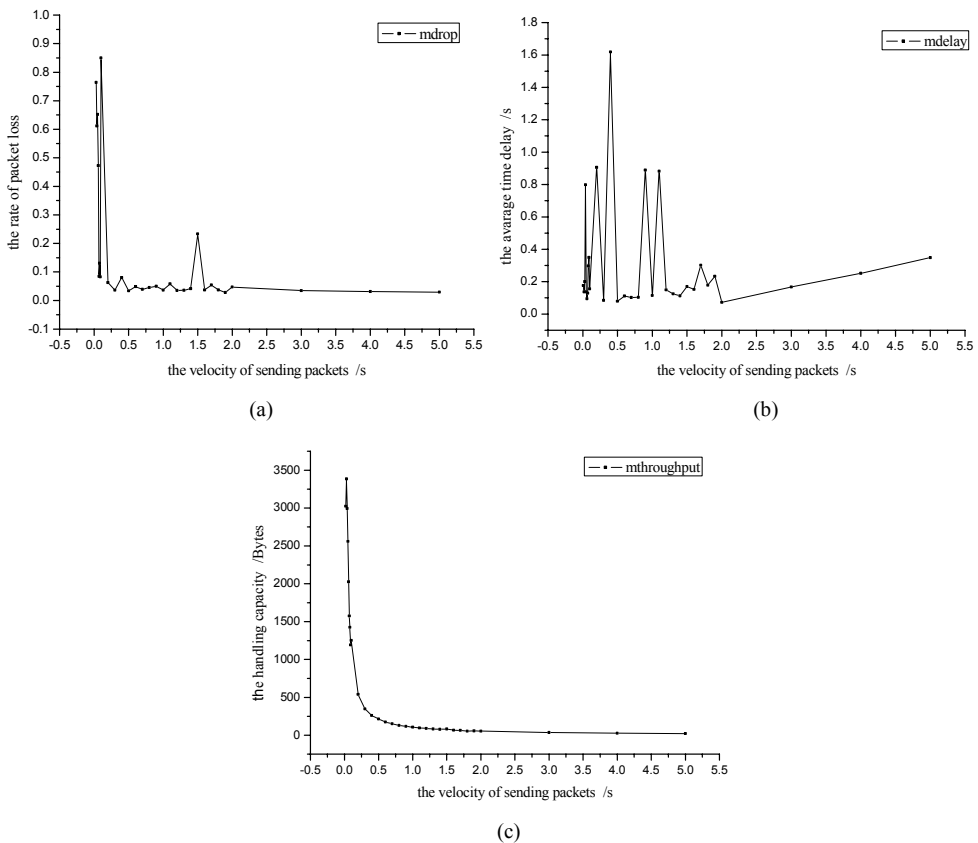 1.0
0.9
0.8
0.7
0.6
0.5
0.4
0.3
0.2
0.1
0.0
-0.1
the rate of packet loss
mdrop
-0.5 0.0 0.5 1.0 1.5 2.0 2.5 3.0 3.5 4.0 4.5 5.0 5.5
the velocity of sending packets /s
(a)
1.8
1.6
1.4
1.2
1.0
0.8
0.6
0.4
0.2
0.0
the avarage time delay /s
mdelay
-0.5 0.0 0.5 1.0 1.5 2.0 2.5 3.0 3.5 4.0 4.5 5.0 5.5
the velocity of sending packets /s
(b)
3500
3000
2500
2000
1500
1000
500
0
the handling capacity /Bytes
mthroughput
-0.5 0.0 0.5 1.0 1.5 2.0 2.5 3.0 3.5 4.0 4.5 5.0 5.5
the velocity of sending packets /s
(c)